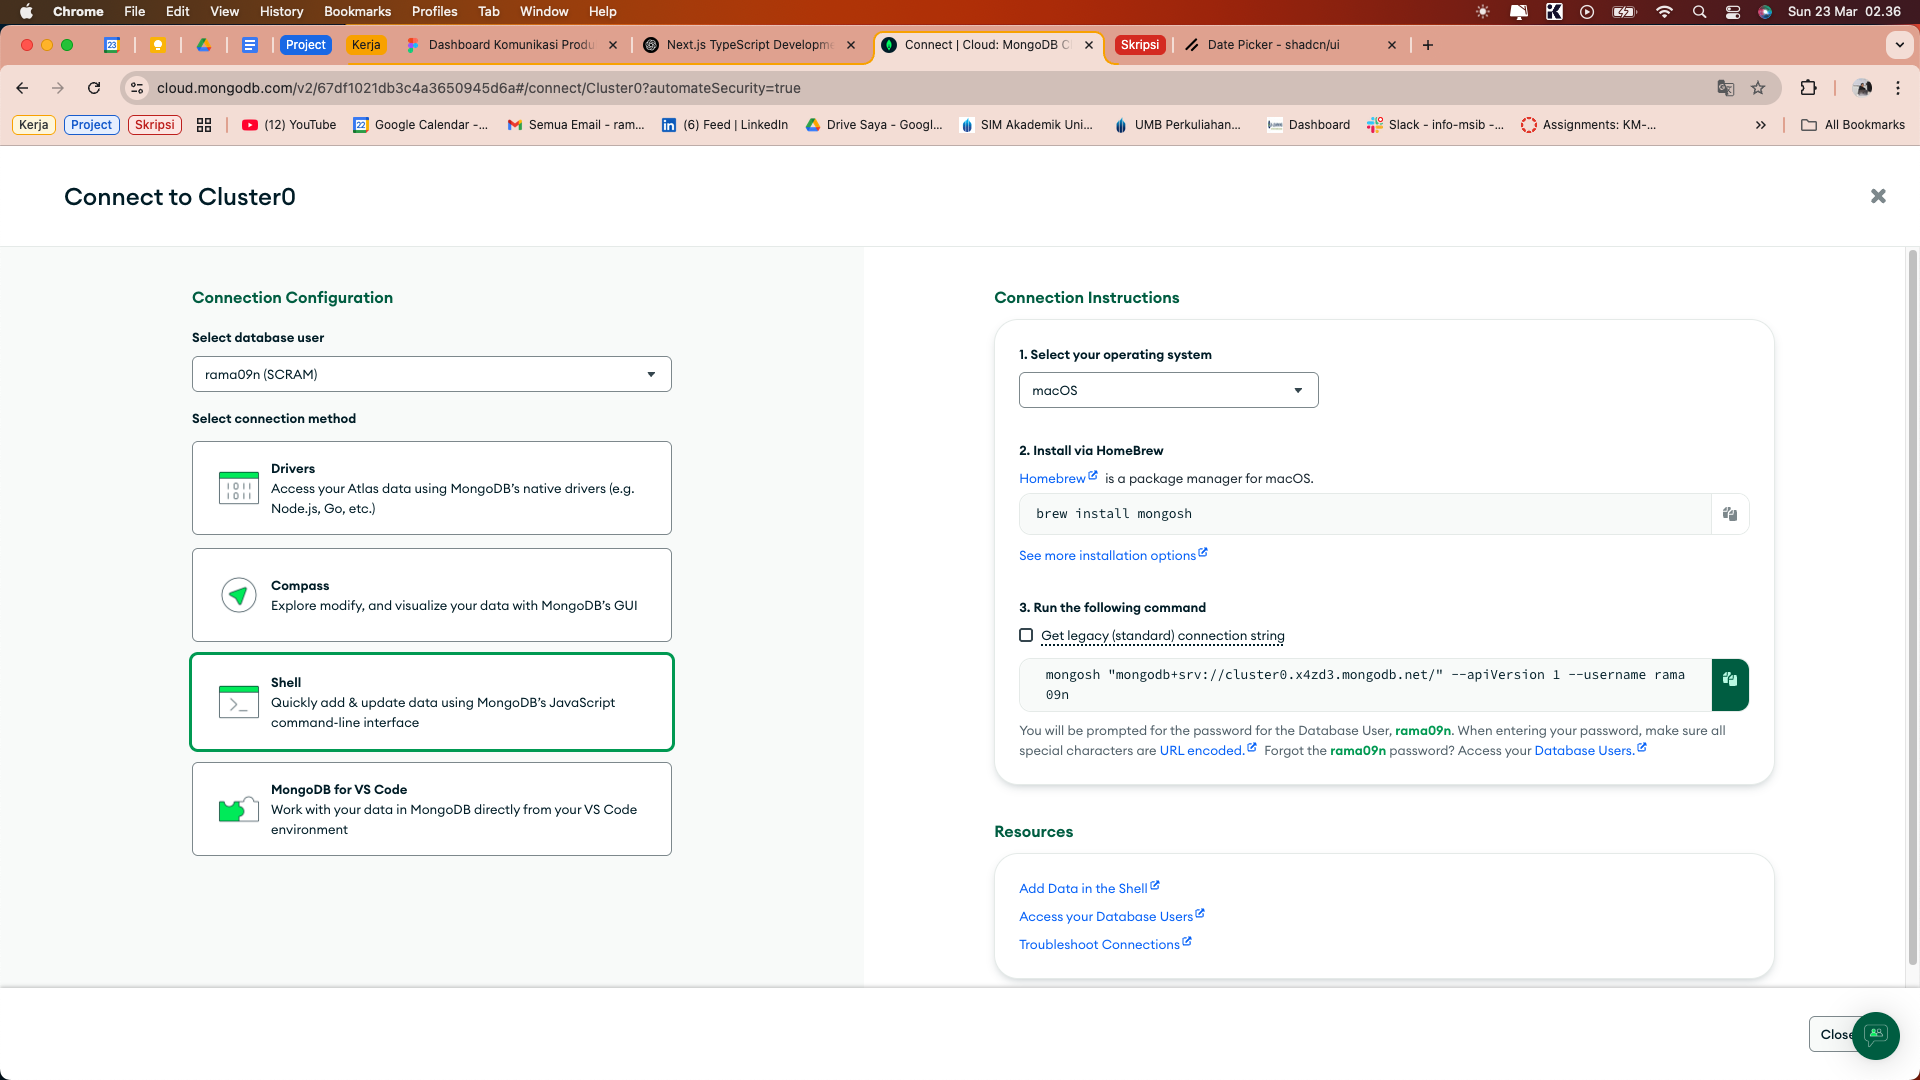 Chrome File Edit View History Bookmarks Profiles Tab Window Help Sun 23 Mar 02.36
Project Kerja Dashboard Komunikasi Produ Next.js TypeScript Developme Connect | Cloud: MongoDB C Skripsi Date Picker - shadcn/ui
cloud.mongodb.com/v2/67df1021db3c4a3650945d6a#/connect/Cluster0?automateSecurity=true
Kerja Project Skripsi (12) YouTube Google Calendar -... Semua Email - ram... (6) Feed | LinkedIn Drive Saya - Googl... SIM Akademik Uni... UMB Perkuliahan... Dashboard Slack - info-msib -... Assignments: KM-... » All Bookmarks
Connect to Cluster0
Connection Configuration
Select database user
rama09n (SCRAM)
Select connection method
Drivers
Access your Atlas data using MongoDB’s native drivers (e.g.
Node.js, Go, etc.)
Compass
Explore modify, and visualize your data with MongoDB’s GUI
Shell
Quickly add & update data using MongoDB’s JavaScript
command-line interface
MongoDB for VS Code
Work with your data in MongoDB directly from your VS Code
environment
Connection Instructions
1. Select your operating system
macOS
2. Install via HomeBrew
Homebrew is a package manager for macOS.
brew install mongosh
See more installation options
3. Run the following command
Get legacy (standard) connection string
mongosh "mongodb+srv://cluster0.x4zd3.mongodb.net/" --apiVersion 1 --username rama
09n
You will be prompted for the password for the Database User, rama09n. When entering your password, make sure all
special characters are URL encoded. Forgot the rama09n password? Access your Database Users.
Resources
Add Data in the Shell
Access your Database Users
Troubleshoot Connections
Close